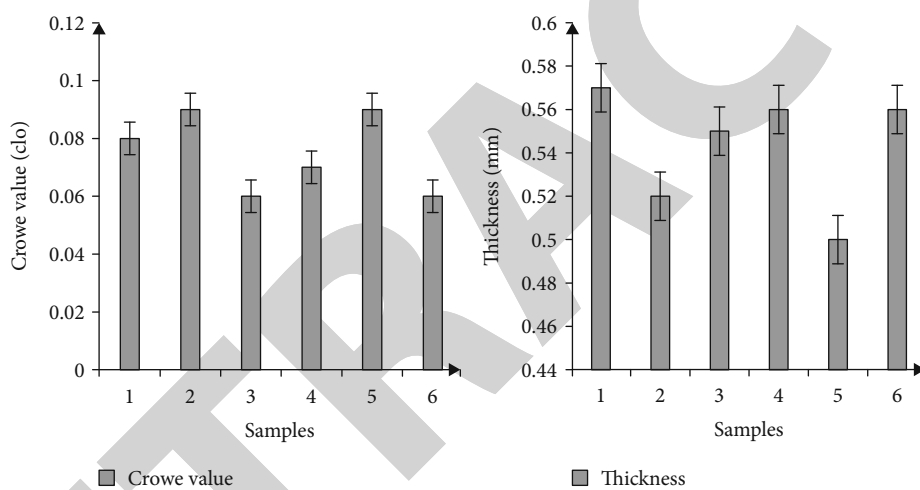 0.12
0.1
0.08
0.06
0.04
0.02
0
Crowe value (clo)
1 2 3 4 5 6
Samples
Crowe value
0.6
0.58
0.56
0.54
0.52
0.5
0.48
0.46
0.44
Thickness (mm)
1 2 3 4 5 6
Samples
Thickness
TRAC